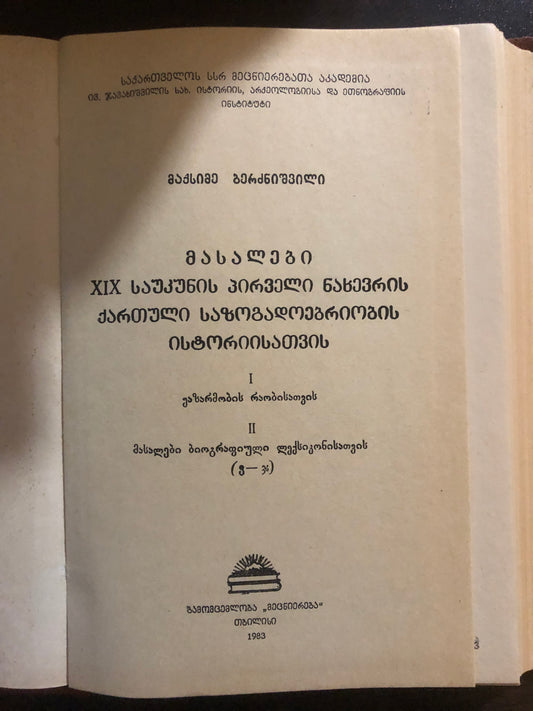 საქართველოს სსრ მეცნიერებათა აკადემია
ივ. ჯავახიშვილის სახ. ისტორიის, არქეოლოგიისა და ეთნოგრაფიის
ინსტიტუტი
მაქსიმე ბერძნიშვილი
მასალები
XIX საუკუნის პირველი ნახევრის
ქართული საზოგადოებრიობის
ისტორიისათვის
I
ყაზარმობის რაობისათვის
II
მასალები ბიოგრაფიული ლექსიკონისათვის
(ვ—ჯ)
გამომცემლობა „მეცნიერება“
თბილისი
1983